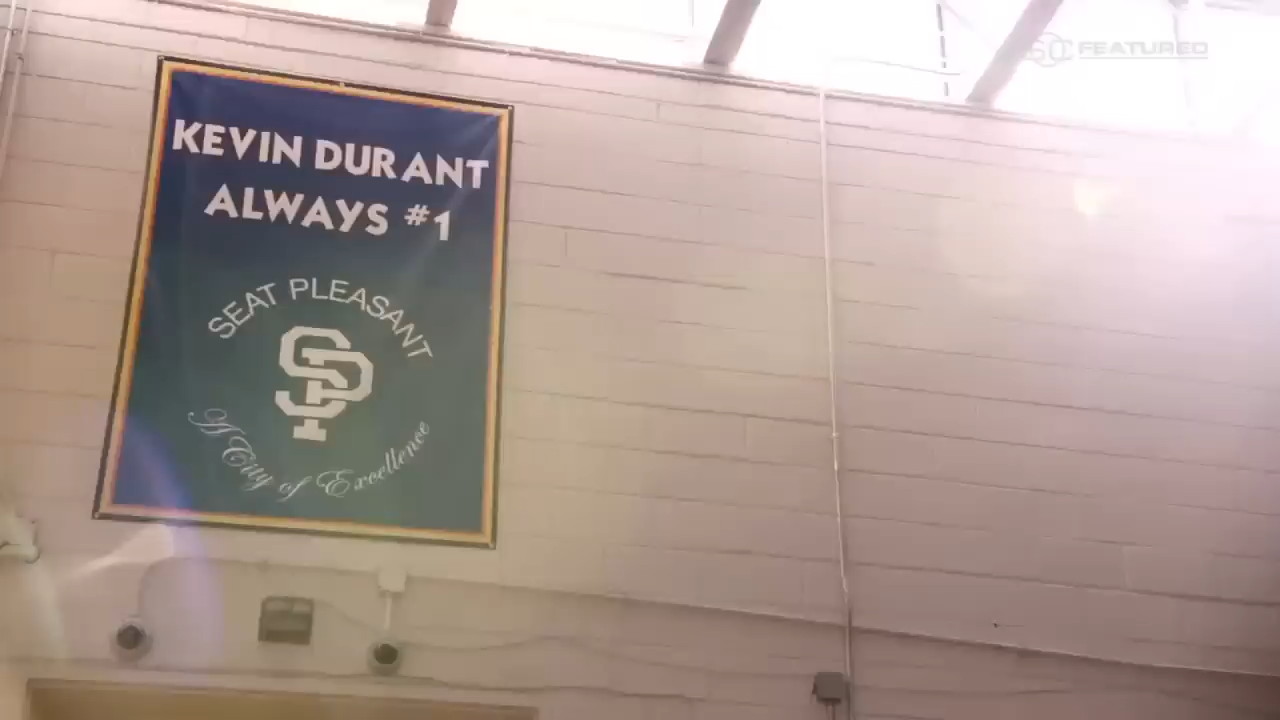 SC FEATURED
KEVIN DURANT
ALWAYS #1
SEAT PLEASANT
SP
A City of Excellence